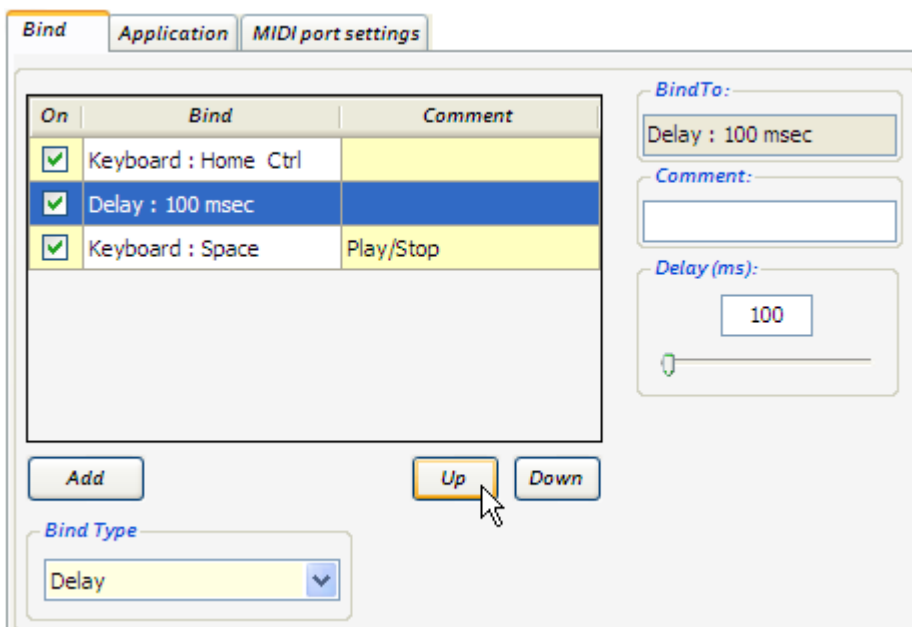 Bind Application MIDI port settings
On Bind Comment
Keyboard : Home Ctrl
Delay : 100 msec
Keyboard : Space Play/Stop
BindTo:
Delay : 100 msec
Comment:
Delay (ms):
100
Add Up Down
Bind Type
Delay